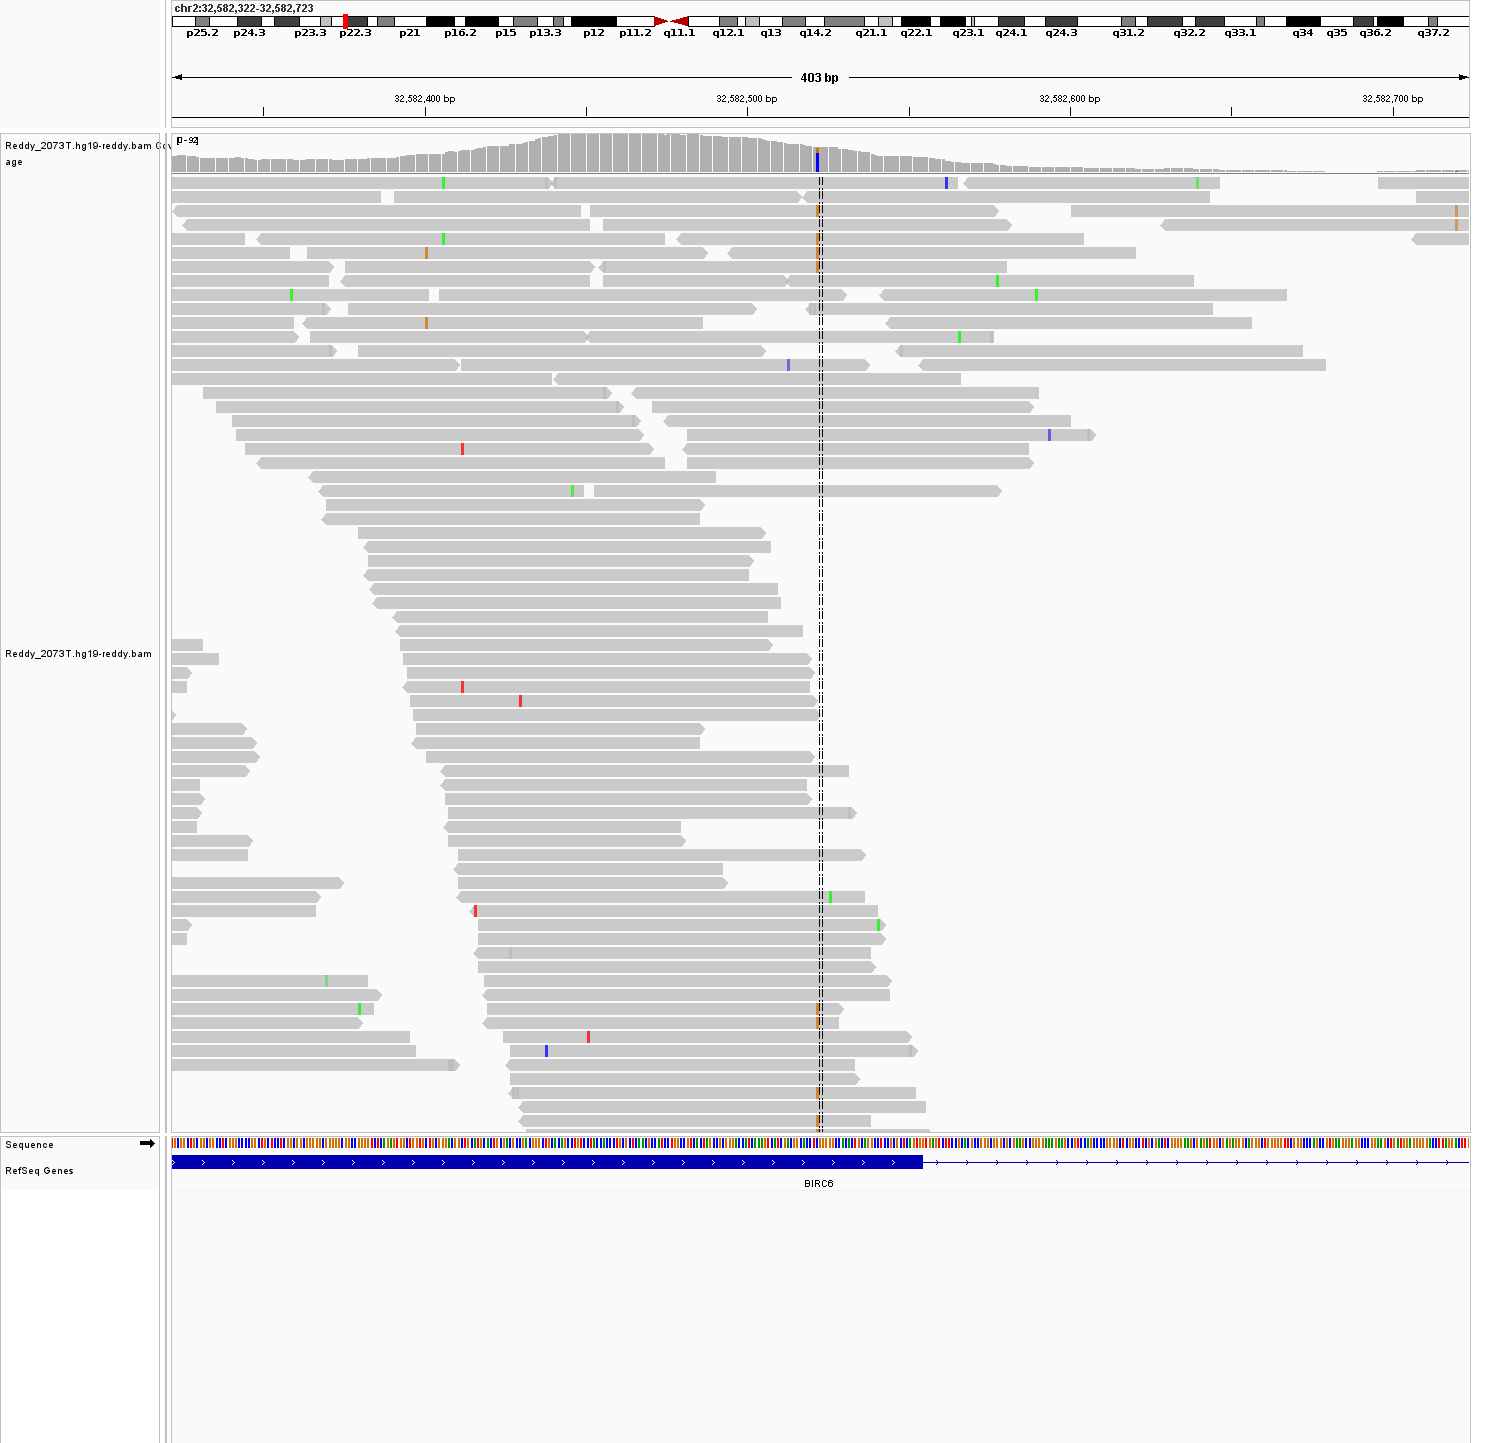 chr2:32,582,322-32,582,723
p25.2 p24.3 p23.3 p22.3 p21 p16.2 p15 p13.3 p12 p11.2 q11.1 q12.1 q13 q14.2 q21.1 q22.1 q23.1 q24.1 q24.3 q31.2 q32.2 q33.1 q34 q35 q36.2 q37.2
403 bp
32,582,400 bp 32,582,500 bp 32,582,600 bp 32,582,700 bp
[0-92]
Reddy_2073T.hg19-reddy.bam Cov
age
Reddy_2073T.hg19-reddy.bam
Sequence
RefSeq Genes
BIRC6